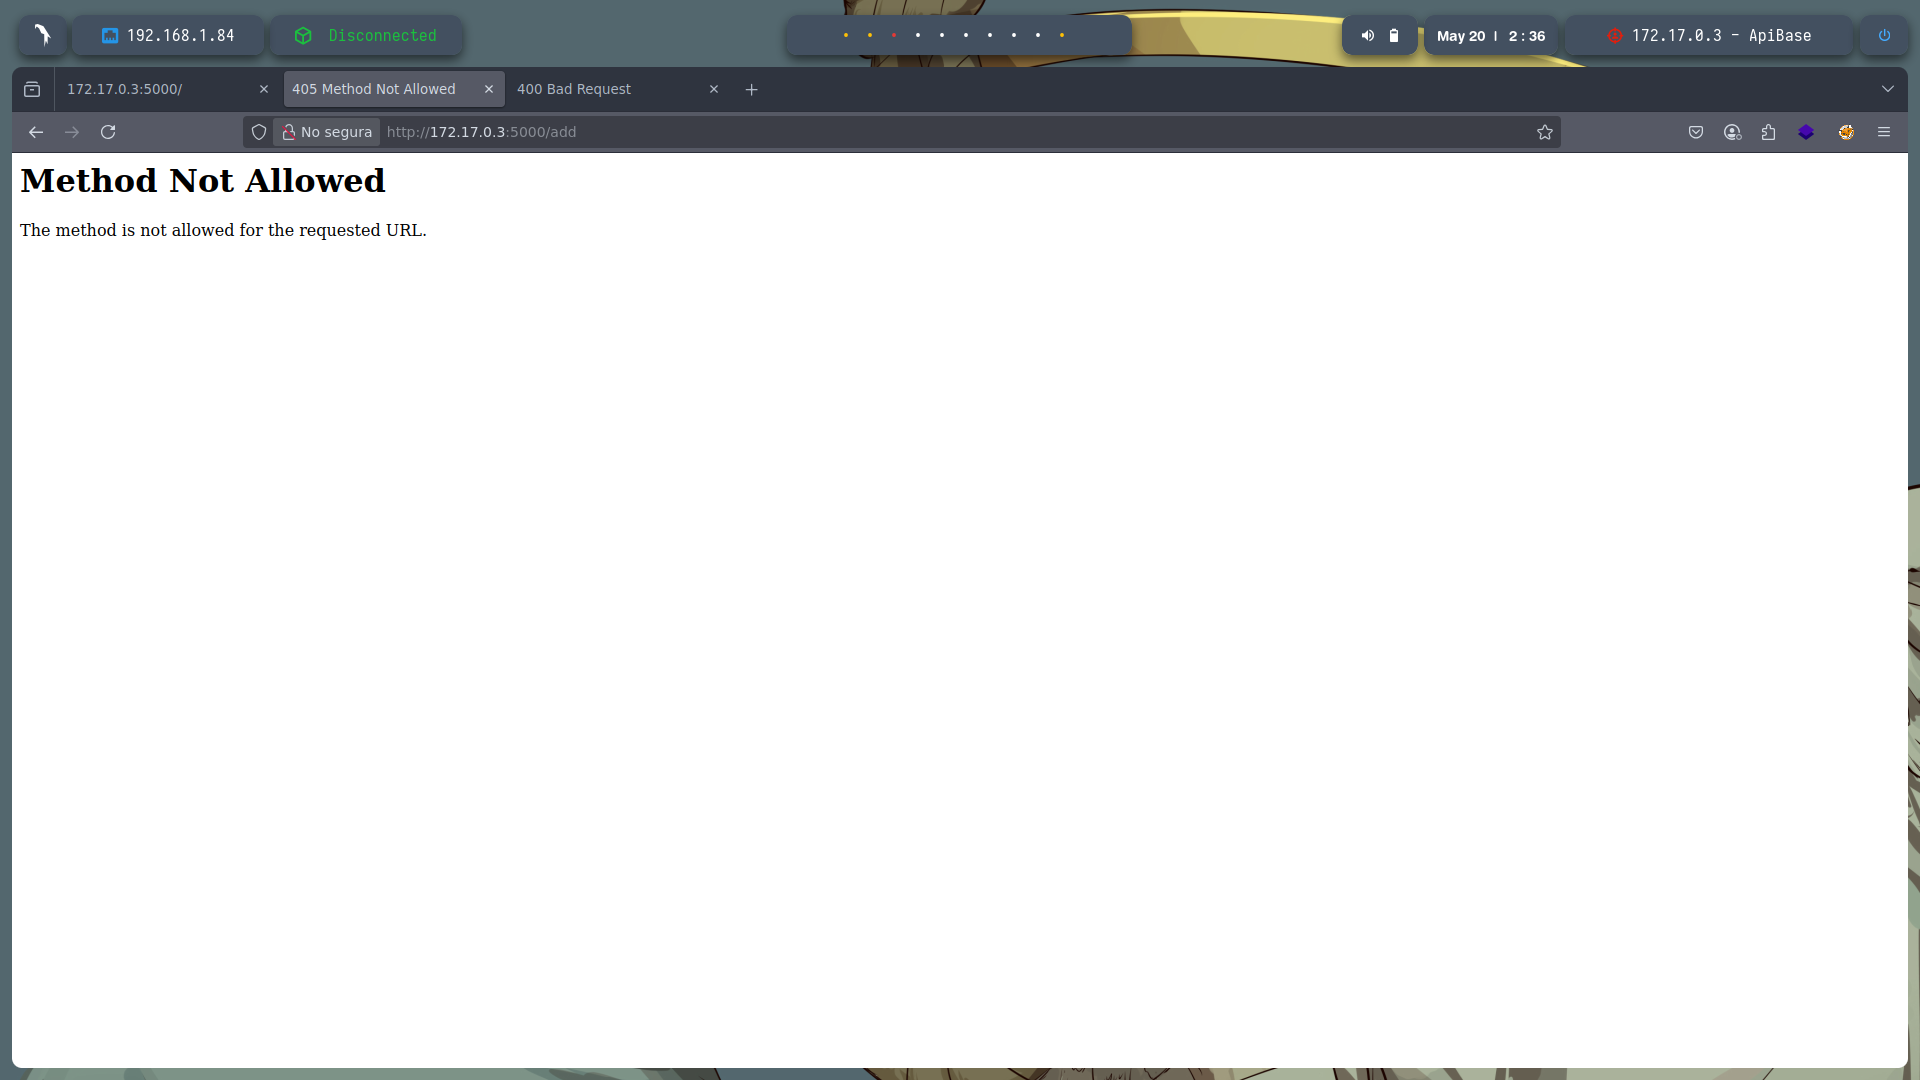 192.168.1.84
Disconnected
May 20 | 2 : 36
172.17.0.3 - ApiBase
172.17.0.3:5000/
405 Method Not Allowed
400 Bad Request
No segura
http://172.17.0.3:5000/add
Method Not Allowed
The method is not allowed for the requested URL.